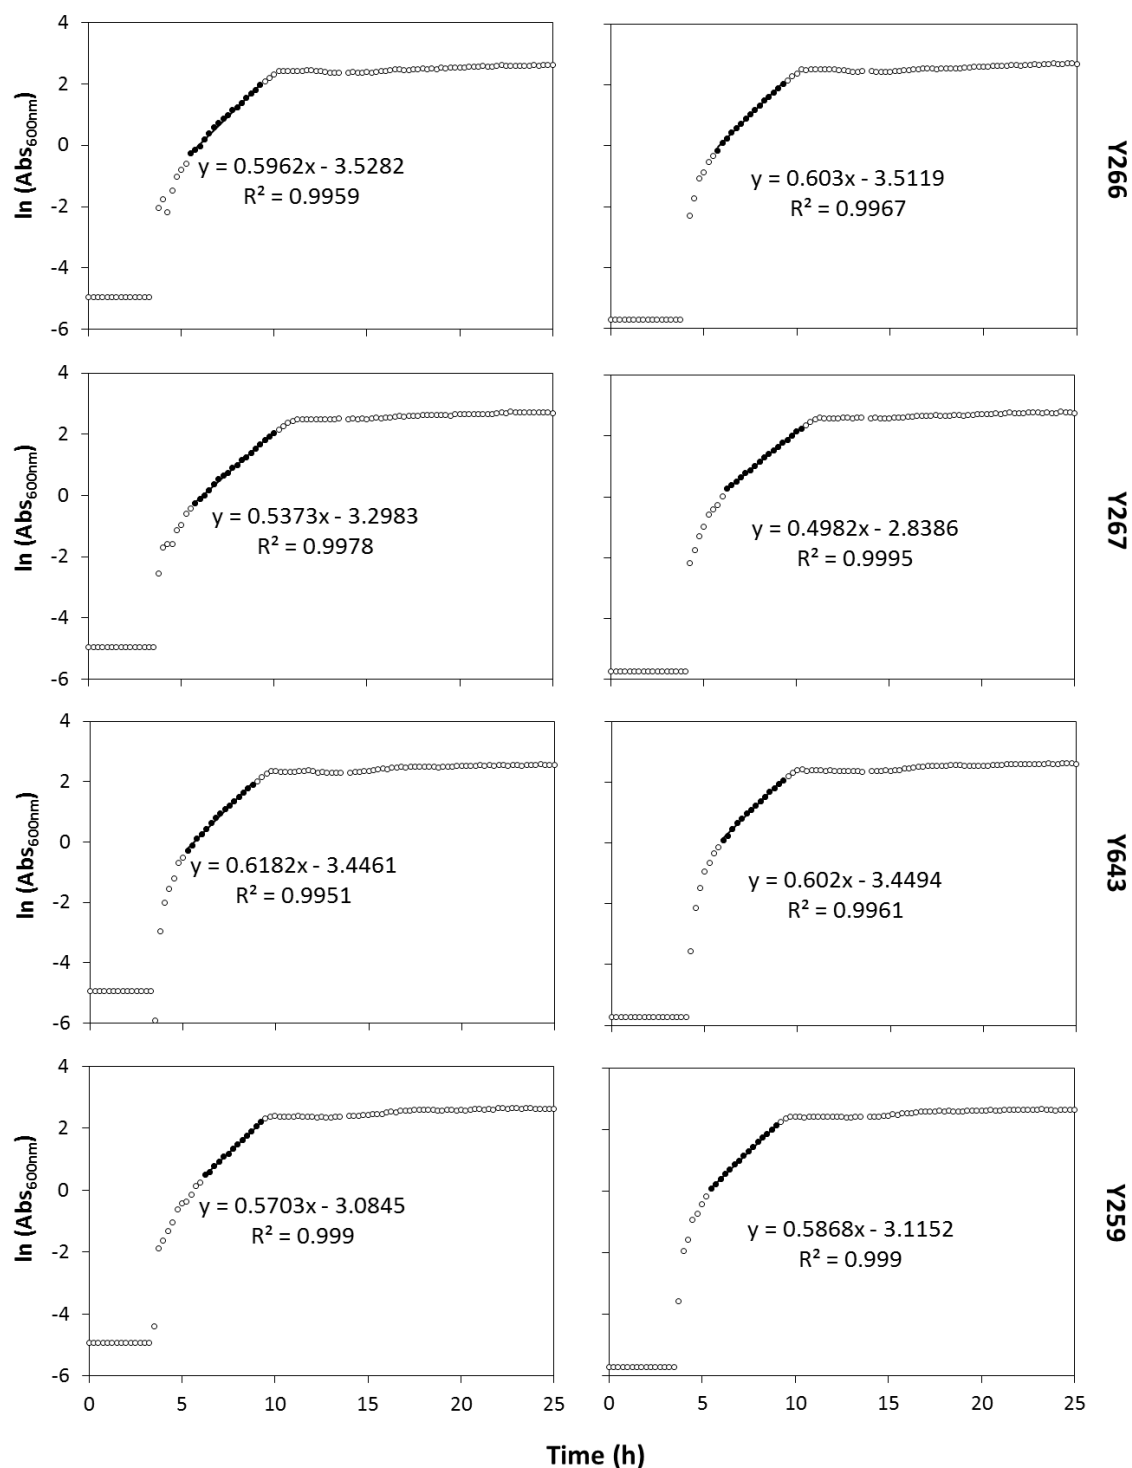 4
2
0
-2
-4
-6
ln (Abs600nm)
y = 0.5962x - 3.5282
R² = 0.9959
y = 0.603x - 3.5119
R² = 0.9967
Y266
4
2
0
-2
-4
-6
ln (Abs600nm)
y = 0.5373x - 3.2983
R² = 0.9978
y = 0.4982x - 2.8386
R² = 0.9995
Y267
4
2
0
-2
-4
-6
ln (Abs600nm)
y = 0.6182x - 3.4461
R² = 0.9951
y = 0.602x - 3.4494
R² = 0.9961
Y643
4
2
0
-2
-4
-6
ln (Abs600nm)
y = 0.5703x - 3.0845
R² = 0.999
y = 0.5868x - 3.1152
R² = 0.999
Y259
0 5 10 15 20 25
0 5 10 15 20 25
Time (h)